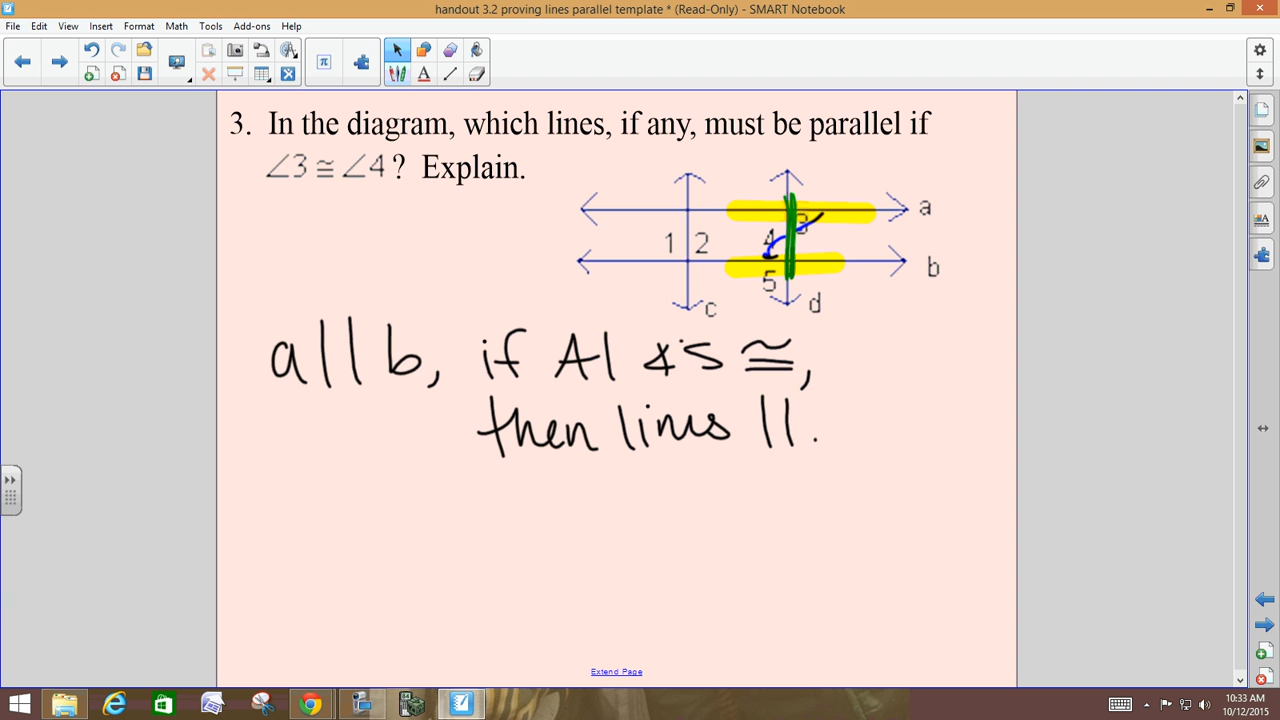 handout 3.2 proving lines parallel template * (Read-Only) - SMART Notebook
File Edit View Insert Format Math Tools Add-ons Help
3. In the diagram, which lines, if any, must be parallel if
∠3 ≅ ∠4 ? Explain.
a
3
1 2 4
b
5
c d
a || b, if AI ∡'s ≅,
then lines || .
Extend Page
10:33 AM
10/12/2015